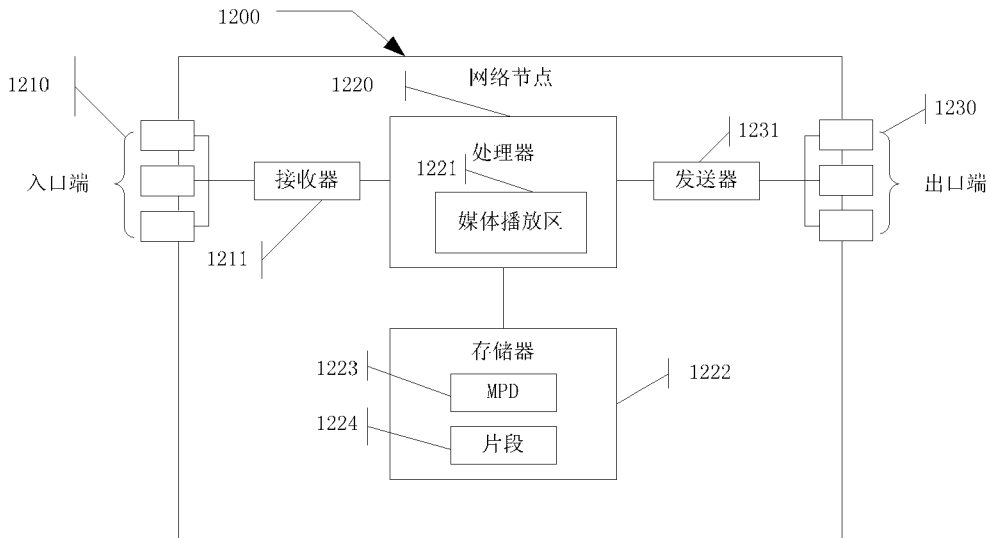 1200
网络节点
1210
1220
1230
1231
处理器
1221
入口端
接收器
媒体播放区
发送器
出口端
1211
存储器
1223
MPD
1222
1224
片段